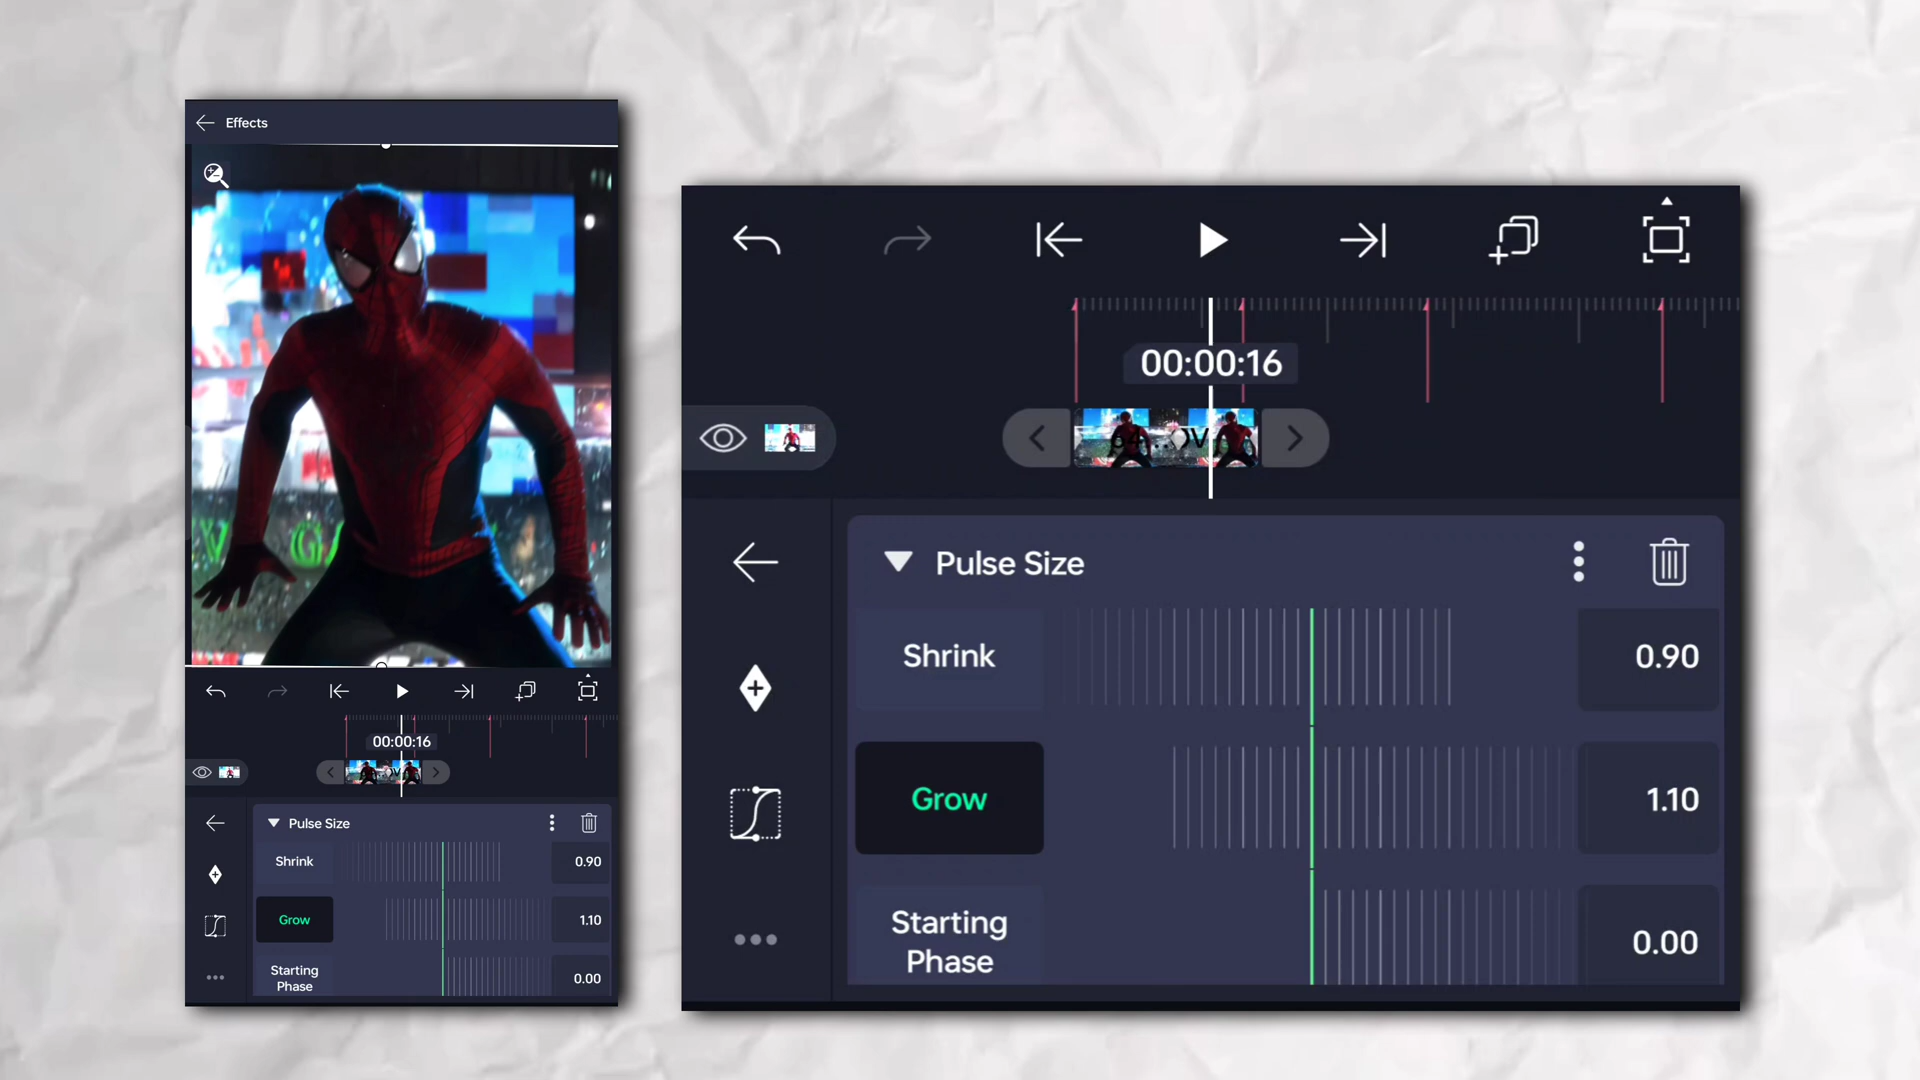 Effects
00:00:16
Pulse Size
Shrink
0.90
Grow
1.10
Starting
Phase
0.00
00:00:16
Pulse Size
Shrink
0.90
Grow
1.10
Starting
Phase
0.00